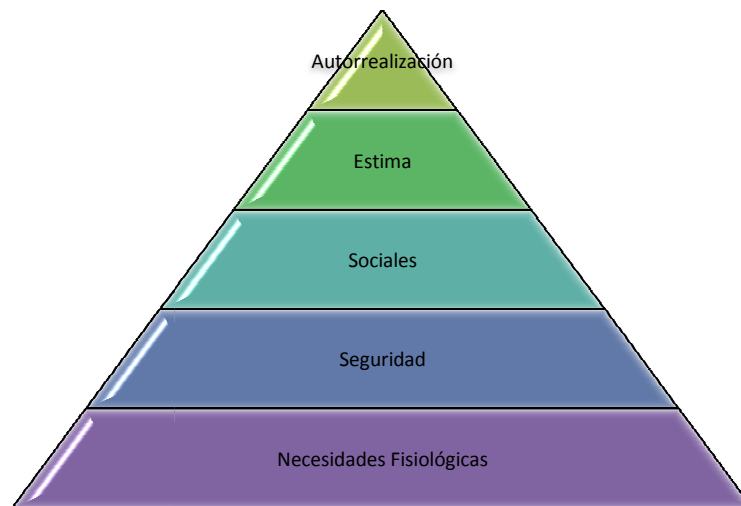 Autorrealización
Estima
Sociales
Seguridad
Necesidades Fisiológicas